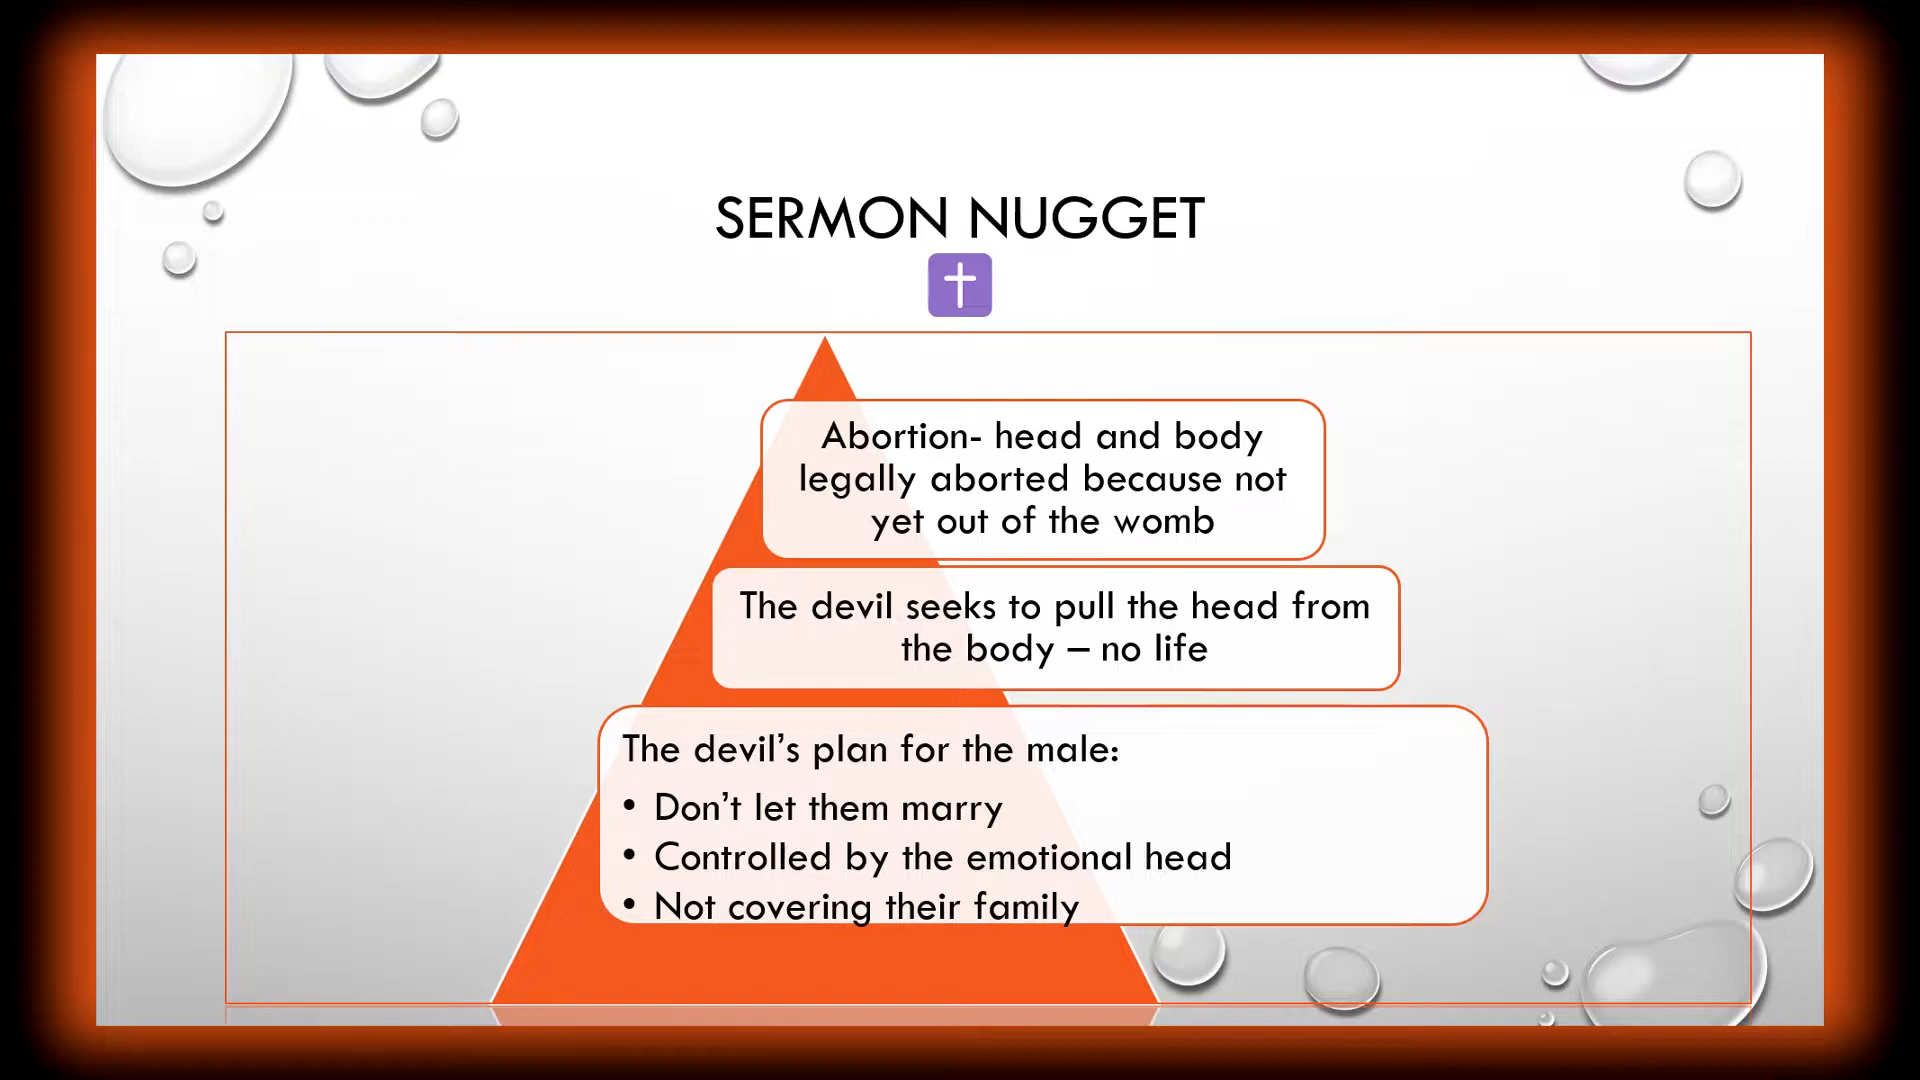 SERMON NUGGET
Abortion- head and body
legally aborted because not
yet out of the womb
The devil seeks to pull the head from
the body – no life
The devil’s plan for the male:
• Don’t let them marry
• Controlled by the emotional head
• Not covering their family